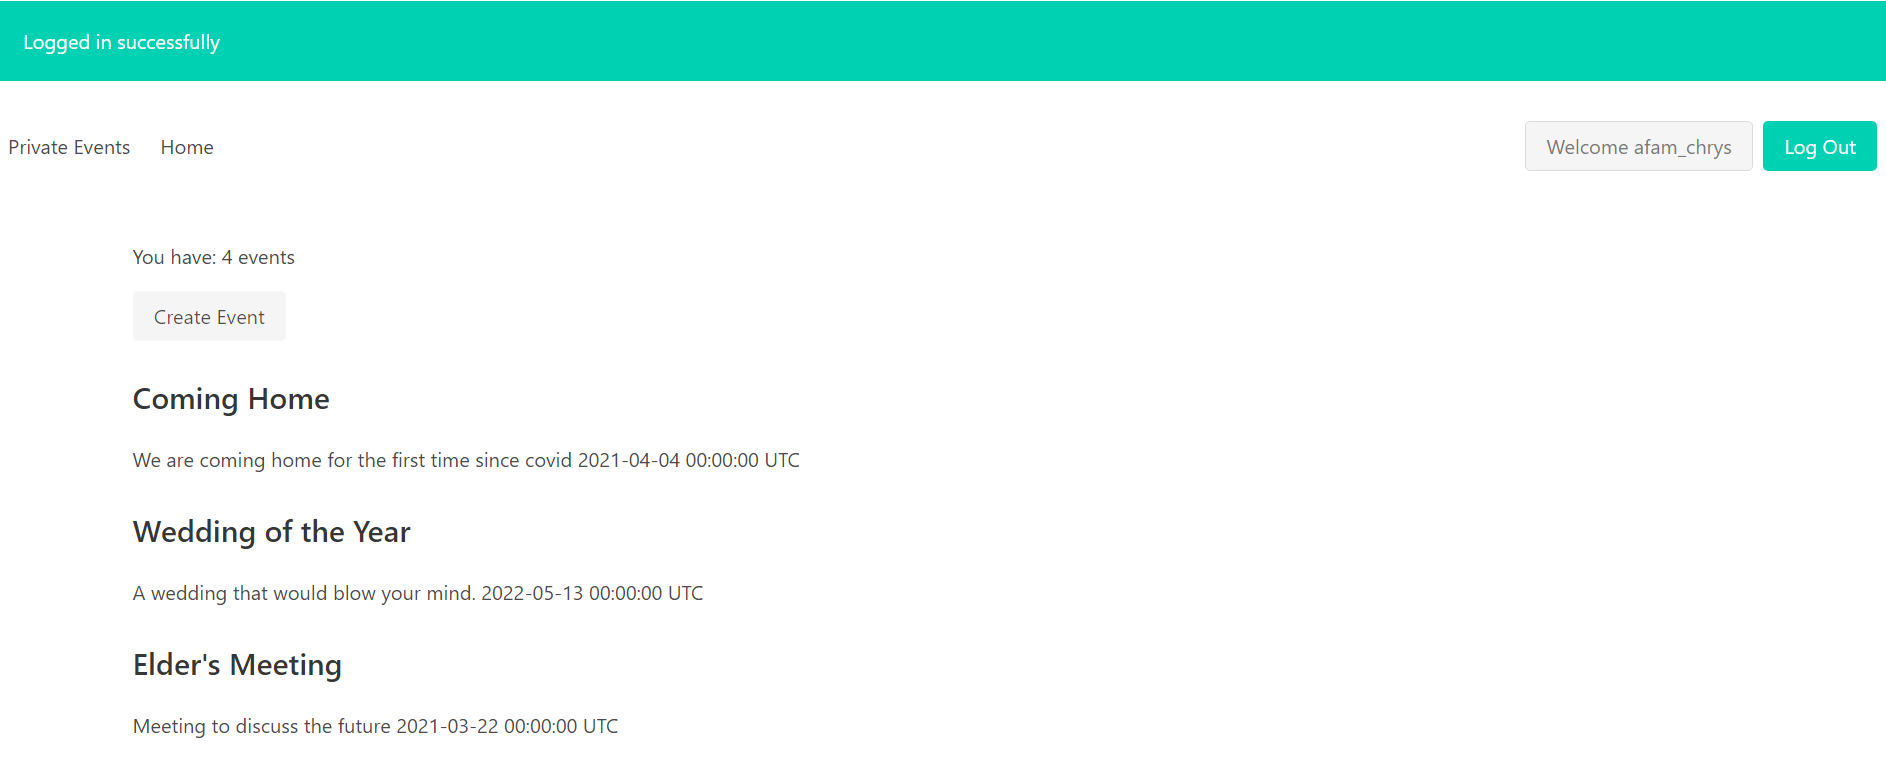 Logged in successfully
Private Events Home Welcome afam_chrys Log Out
You have: 4 events
Create Event
Coming Home
We are coming home for the first time since covid 2021-04-04 00:00:00 UTC
Wedding of the Year
A wedding that would blow your mind. 2022-05-13 00:00:00 UTC
Elder's Meeting
Meeting to discuss the future 2021-03-22 00:00:00 UTC